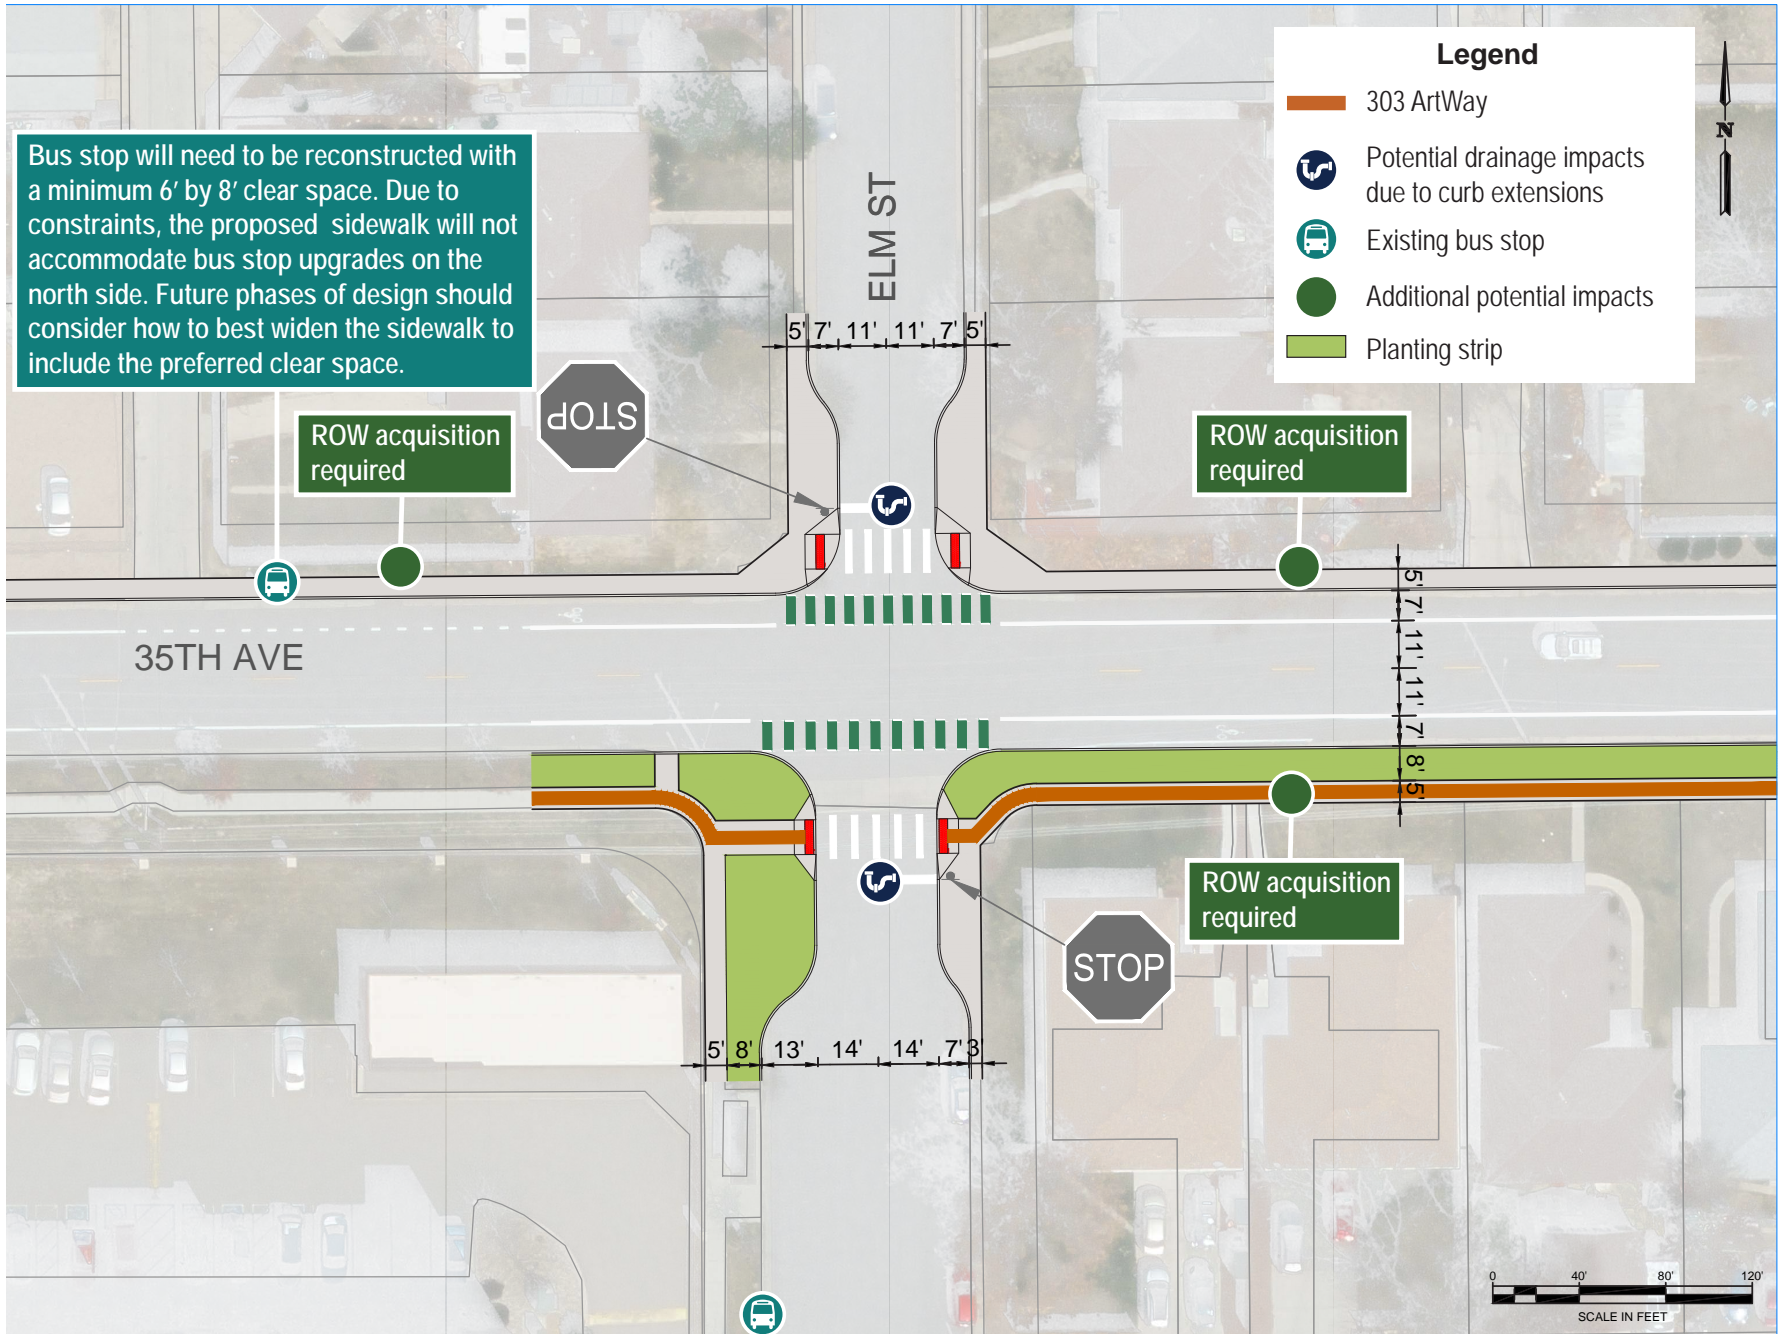 Legend
303 ArtWay
Potential drainage impacts
due to curb extensions
Existing bus stop
Additional potential impacts
Planting strip
N
Bus stop will need to be reconstructed with
a minimum 6' by 8' clear space. Due to
constraints, the proposed sidewalk will not
accommodate bus stop upgrades on the
north side. Future phases of design should
consider how to best widen the sidewalk to
include the preferred clear space.
ELM ST
5' 7' 11' 11' 7' 5'
STOP
ROW acquisition
required
ROW acquisition
required
35TH AVE
5' 7' 11' 11' 7' 8' 5'
ROW acquisition
required
STOP
5' 8' 13' 14' 14' 7' 3'
0 40' 80' 120'
SCALE IN FEET